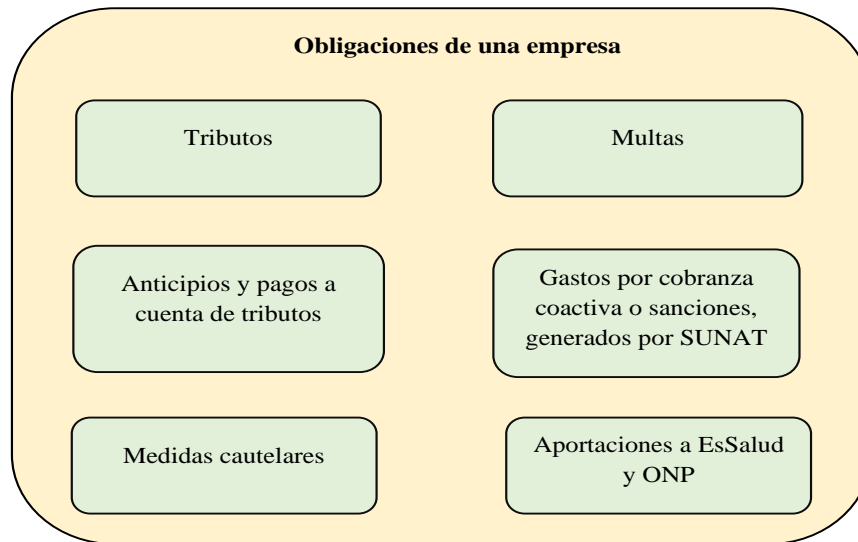 Obligaciones de una empresa
Tributos
Multas
Anticipios y pagos a
cuenta de tributos
Gastos por cobranza
coactiva o sanciones,
generados por SUNAT
Medidas cautelares
Aportaciones a EsSalud
y ONP